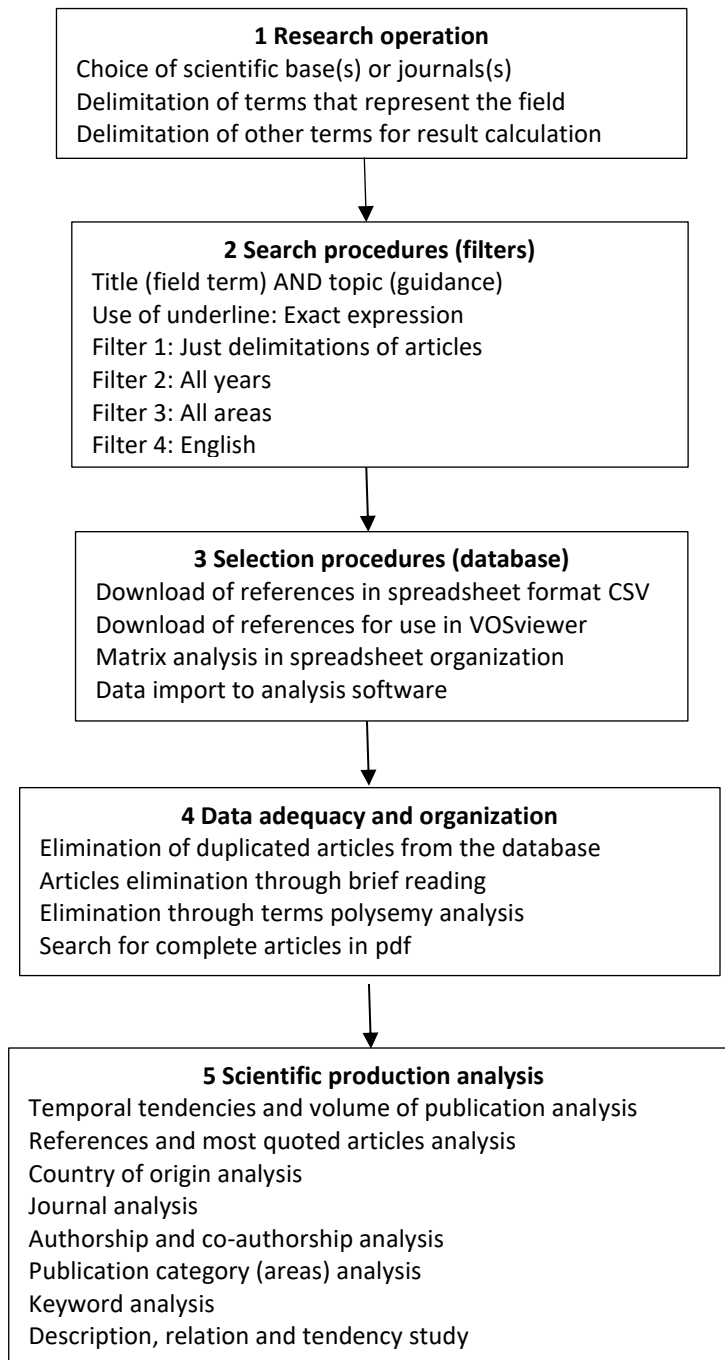 1 Research operation
Choice of scientific base(s) or journals(s)
Delimitation of terms that represent the field
Delimitation of other terms for result calculation
2 Search procedures (filters)
Title (field term) AND topic (guidance)
Use of underline: Exact expression
Filter 1: Just delimitations of articles
Filter 2: All years
Filter 3: All areas
Filter 4: English
3 Selection procedures (database)
Download of references in spreadsheet format CSV
Download of references for use in VOSviewer
Matrix analysis in spreadsheet organization
Data import to analysis software
4 Data adequacy and organization
Elimination of duplicated articles from the database
Articles elimination through brief reading
Elimination through terms polysemy analysis
Search for complete articles in pdf
5 Scientific production analysis
Temporal tendencies and volume of publication analysis
References and most quoted articles analysis
Country of origin analysis
Journal analysis
Authorship and co-authorship analysis
Publication category (areas) analysis
Keyword analysis
Description, relation and tendency study